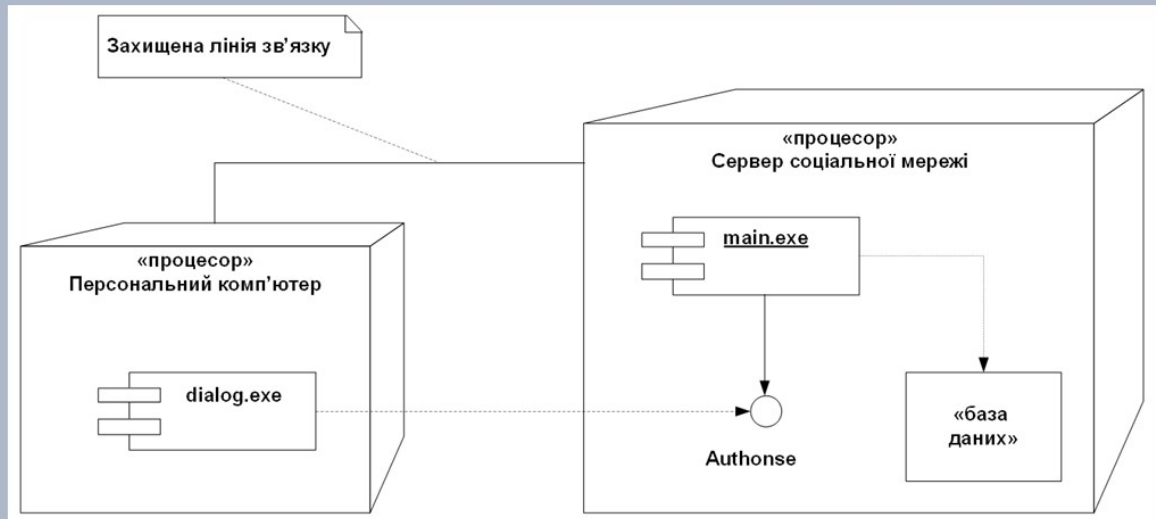 Захищена лінія зв’язку
«процесор»
Сервер соціальної мережі
main.exe
«процесор»
Персональний комп’ютер
dialog.exe
«база
даних»
Authonse